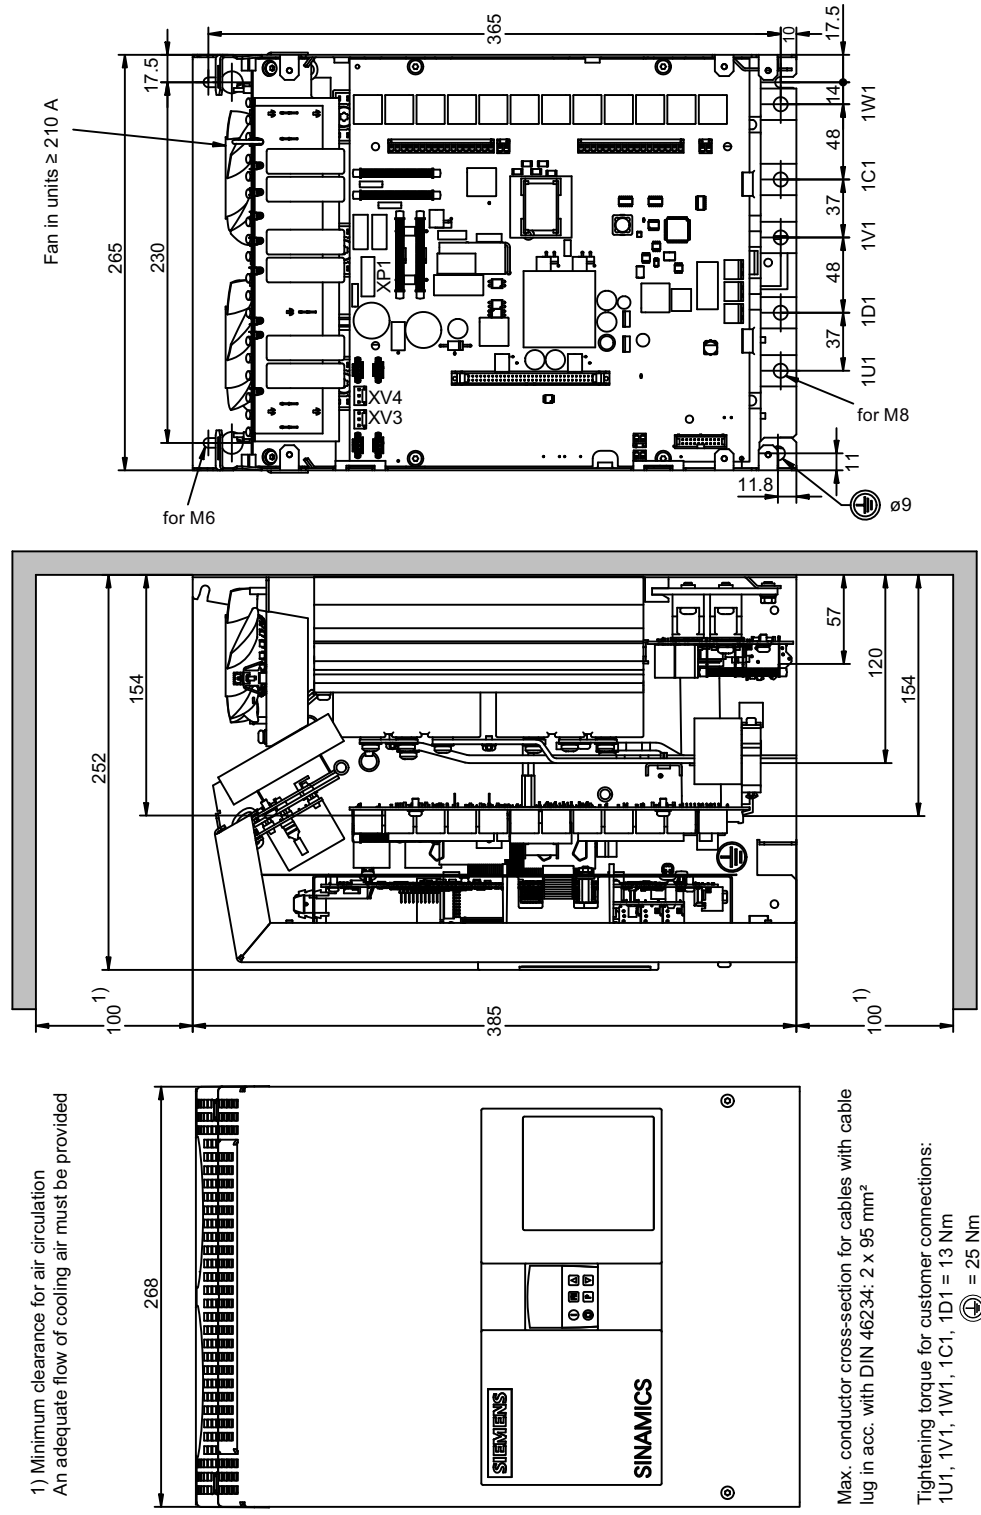 365
10
17.5
17.5
265
230
Fan in units ≥ 210 A
14
1W1
48
1C1
37
1V1
48
1D1
37
1U1
XP1
XV4
XV3
for M8
for M6
11
11.8
ø9
252
154
57
120
154
100 1)
385
100 1)
268
1) Minimum clearance for air circulation
An adequate flow of cooling air must be provided
SIEMENS
SINAMICS
Max. conductor cross-section for cables with cable
lug in acc. with DIN 46234: 2 x 95 mm²
Tightening torque for customer connections:
1U1, 1V1, 1W1, 1C1, 1D1 = 13 Nm
= 25 Nm